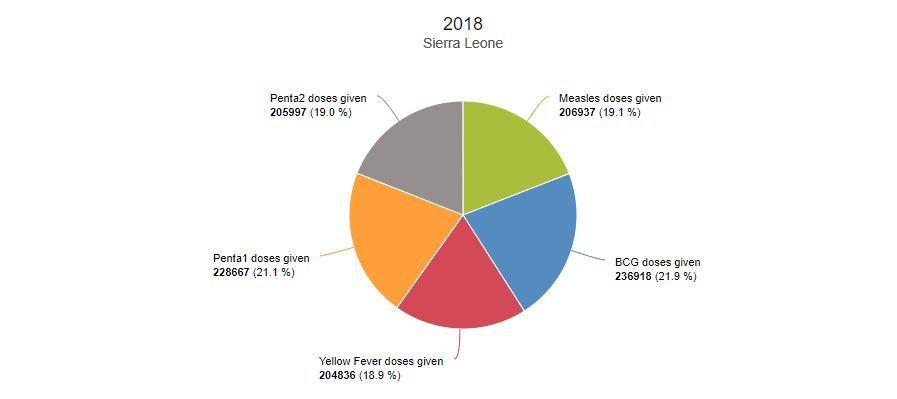 2018
Sierra Leone
Penta2 doses given
205997 (19.0 %)
Measles doses given
206937 (19.1 %)
Penta1 doses given
228667 (21.1 %)
BCG doses given
236918 (21.9 %)
Yellow Fever doses given
204836 (18.9 %)